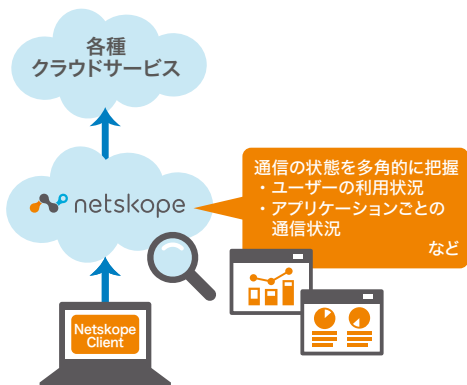 各種
クラウドサービス
netskope
通信の状態を多角的に把握
・ユーザーの利用状況
・アプリケーションごとの
通信状況
など
Netskope
Client